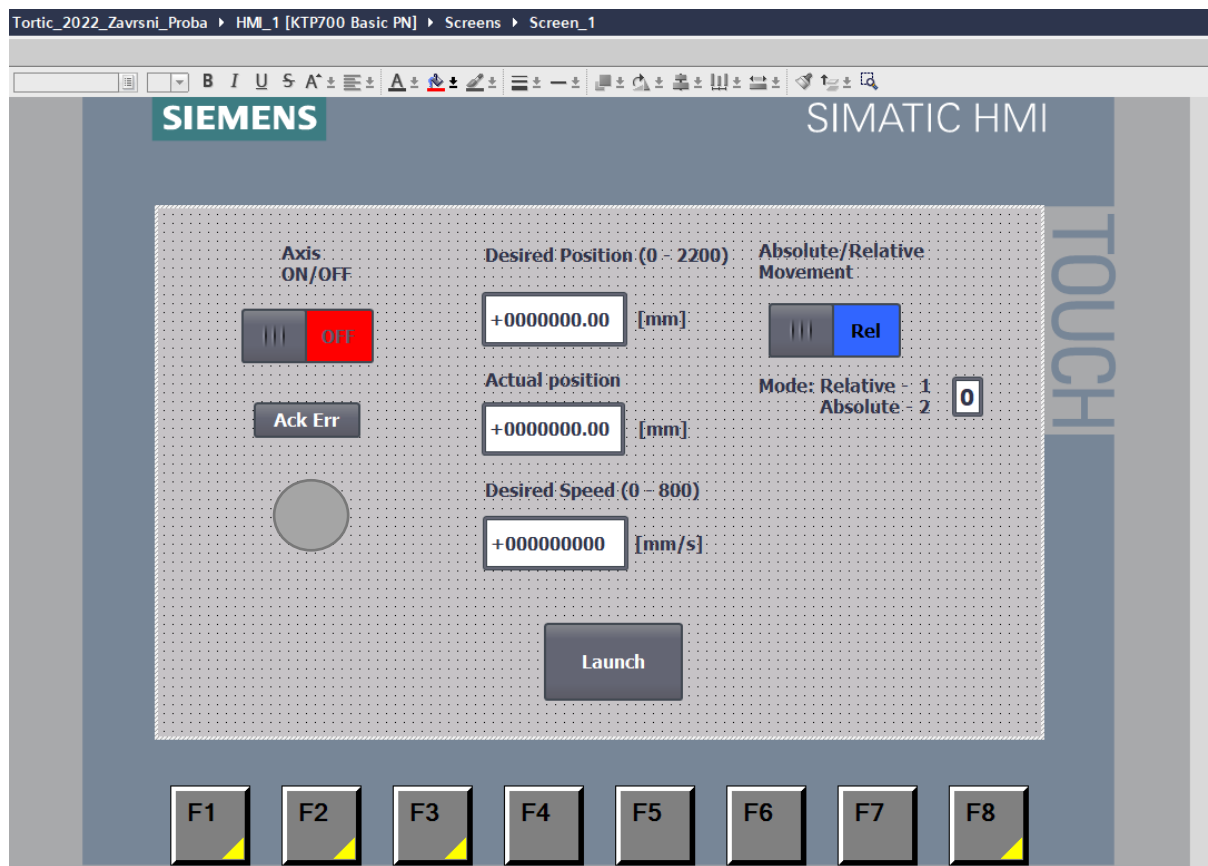 Tortic_2022_Zavrsni_Proba ▸ HMI_1 [KTP700 Basic PN] ▸ Screens ▸ Screen_1
B I U S A A
SIEMENS
SIMATIC HMI
TOUCH
Axis
ON/OFF
OFF
Ack Err
Desired Position (0 - 2200)
+0000000.00 [mm]
Actual position
+0000000.00 [mm]
Desired Speed (0 - 800)
+000000000 [mm/s]
Absolute/Relative
Movement
Rel
Mode: Relative - 1
Absolute - 2
0
Launch
F1 F2 F3 F4 F5 F6 F7 F8